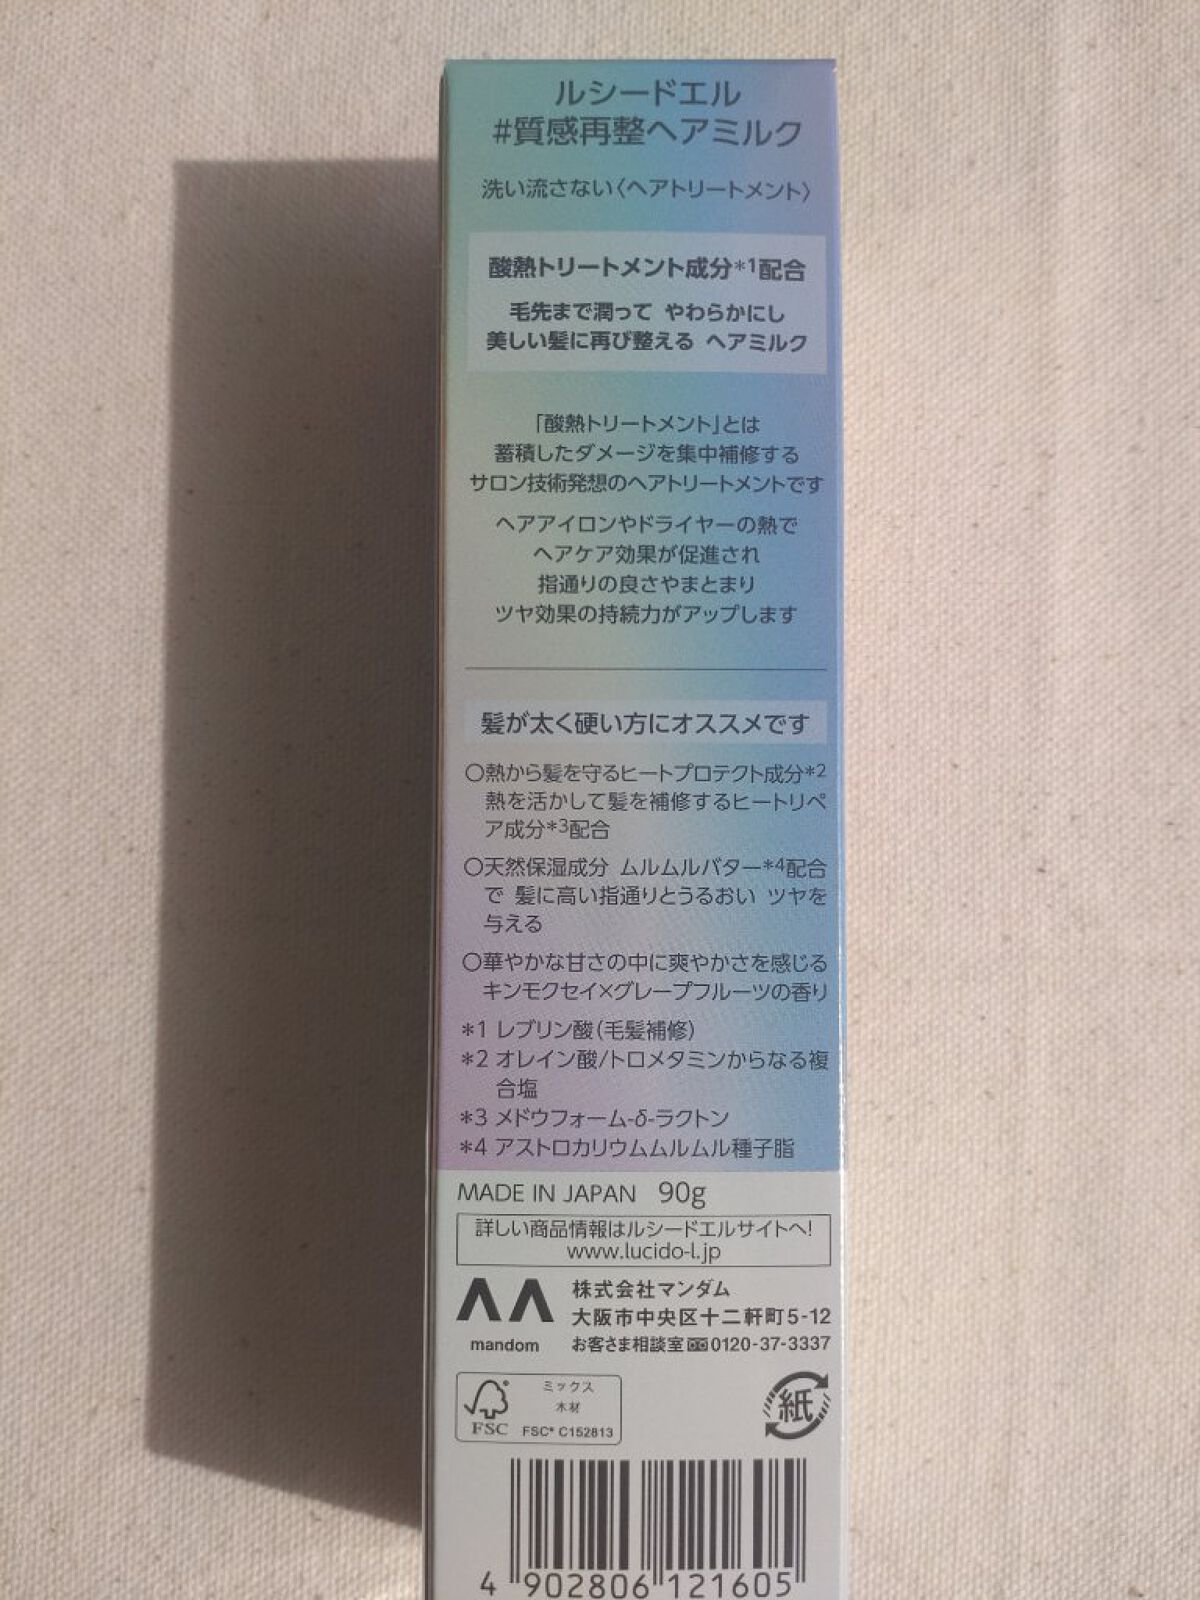 ルシードエル
#質感再整ヘアミルク
洗い流さない〈ヘアトリートメント〉
酸熱トリートメント成分*1配合
毛先まで潤って やわらかにし
美しい髪に再び整える ヘアミルク
「酸熱トリートメント」とは
蓄積したダメージを集中補修する
サロン技術発想のヘアトリートメントです
ヘアアイロンやドライヤーの熱で
ヘアケア効果が促進され
指通りの良さやまとまり
ツヤ効果の持続力がアップします
髪が太く硬い方にオススメです
○熱から髪を守るヒートプロテクト成分*2
熱を活かして髪を補修するヒートリペ
ア成分*3配合
○天然保湿成分 ムルムルバター*4配合
で 髪に高い指通りとうるおい ツヤを
与える
○華やかな甘さの中に爽やかさを感じる
キンモクセイ×グレープフルーツの香り
*1 レブリン酸(毛髪補修)
*2 オレイン酸/トロメタミンからなる複
合塩
*3 メドウフォーム-δ-ラクトン
*4 アストロカリウムムルムル種子脂
MADE IN JAPAN 90g
詳しい商品情報はルシードエルサイトへ!
www.lucido-l.jp
株式会社マンダム
大阪市中央区十二軒町5-12
mandom
お客さま相談室 0120-37-3337
ミックス
木材
FSC
FSC® C152813
紙
4 902806 121605